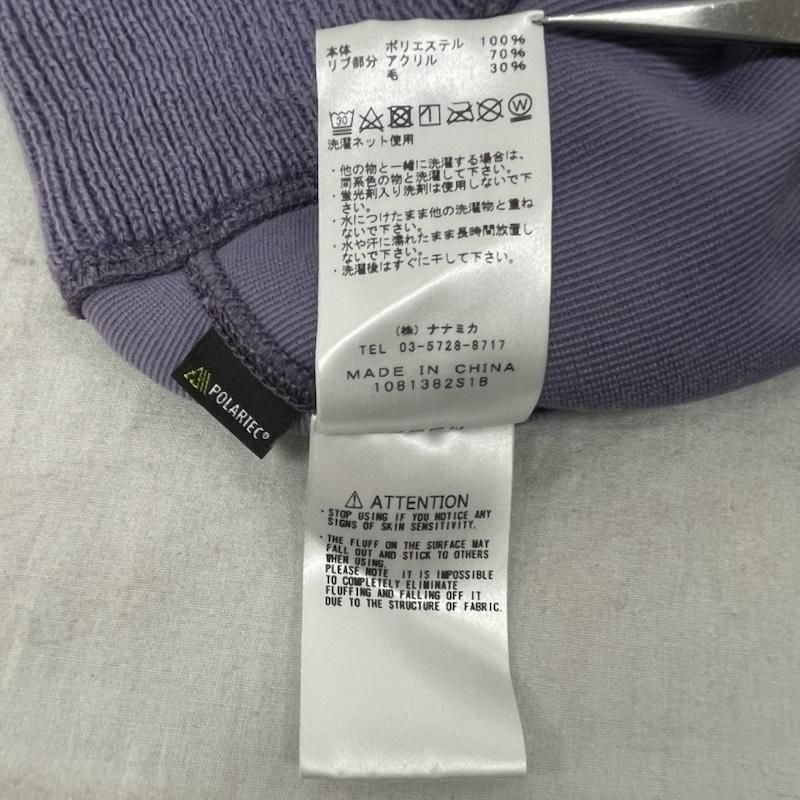 本体 ポリエステル 100%
リブ部分 アクリル 70%
毛 30%
30
1
W
洗濯ネット使用
・他の物と一緒に洗濯する場合は、
同系色の物と洗濯して下さい。
・蛍光剤入り洗剤は使用しないで下
さい。
・水につけたまま他の洗濯物と重ね
ないで下さい。
・水や汗に濡れたまま長時間放置し
ないで下さい。
・洗濯後はすぐに干して下さい。
(株) ナナミカ
TEL 03-5728-8717
MADE IN CHINA
1081382S1B
POLARTEC®
ATTENTION
・STOP USING IF YOU NOTICE ANY
SIGNS OF SKIN SENSITIVITY.
・THE FLUFF ON THE SURFACE MAY
FALL OUT AND STICK TO OTHERS
WHEN USING.
PLEASE NOTE IT IS IMPOSSIBLE
TO COMPLETELY ELIMINATE
FLUFFING AND FALLING OFF IT
DUE TO THE STRUCTURE OF FABRIC.